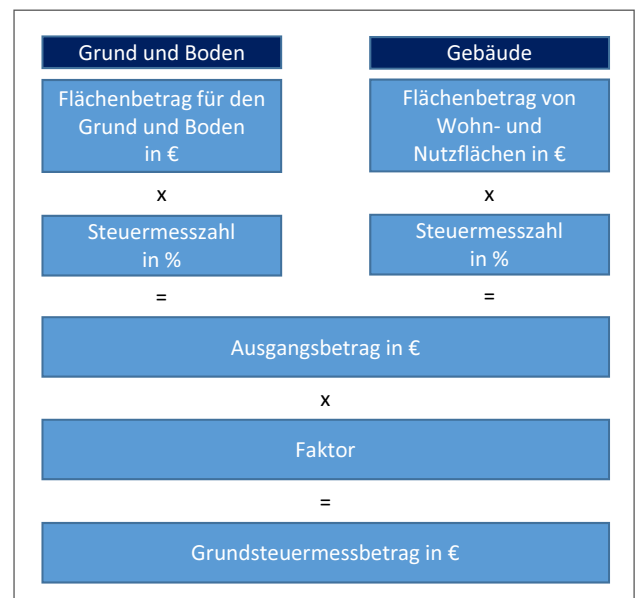 Grund und Boden
Gebäude
Flächenbetrag für den
Grund und Boden
in €
Flächenbetrag von
Wohn- und
Nutzflächen in €
x
x
Steuermesszahl
in %
Steuermesszahl
in %
=
=
Ausgangsbetrag in €
x
Faktor
=
Grundsteuermessbetrag in €